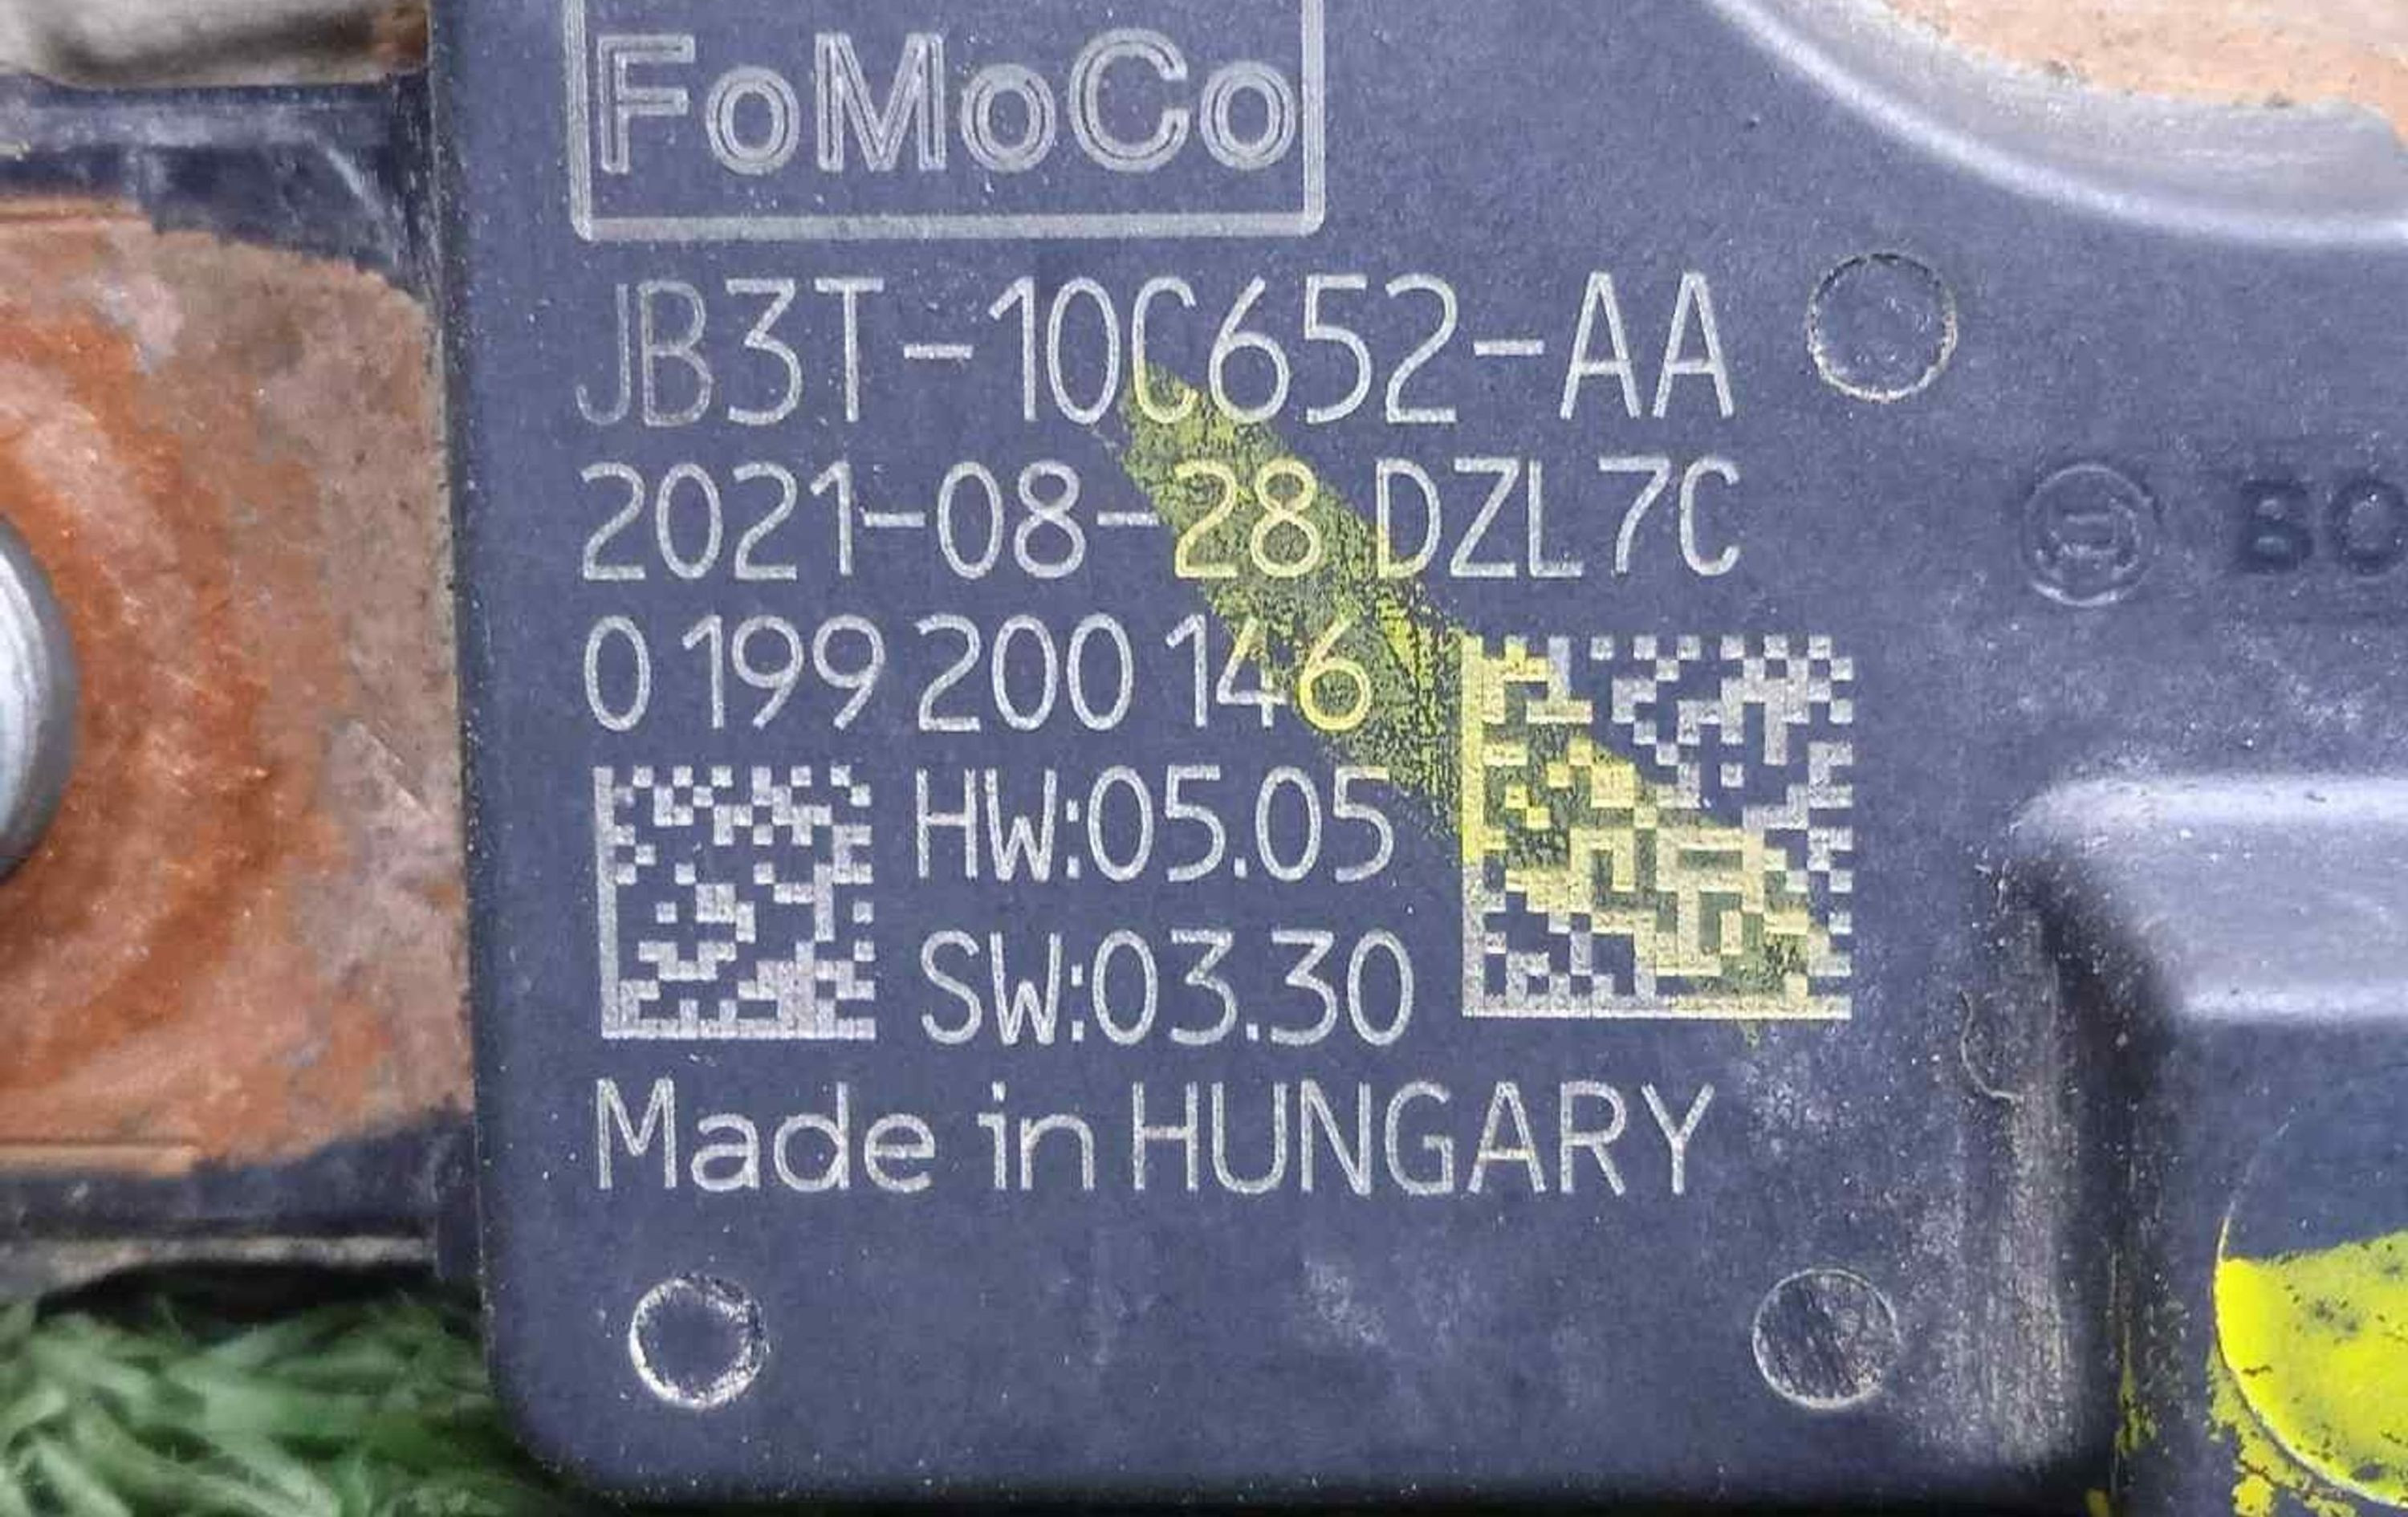 FoMoCo
JB3T-10C652-AA
2021-08-28 DZL7C
0 199 200 146
HW:05.05
SW:03.30
Made in HUNGARY
BO